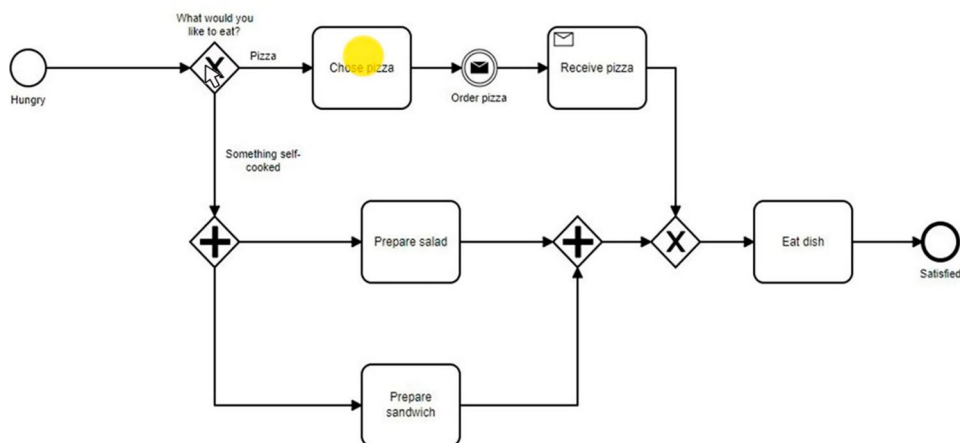 What would you
like to eat?
Pizza
Chose pizza
Receive pizza
Hungry
Order pizza
Something self-
cooked
Prepare salad
Eat dish
Satisfied
Prepare
sandwich